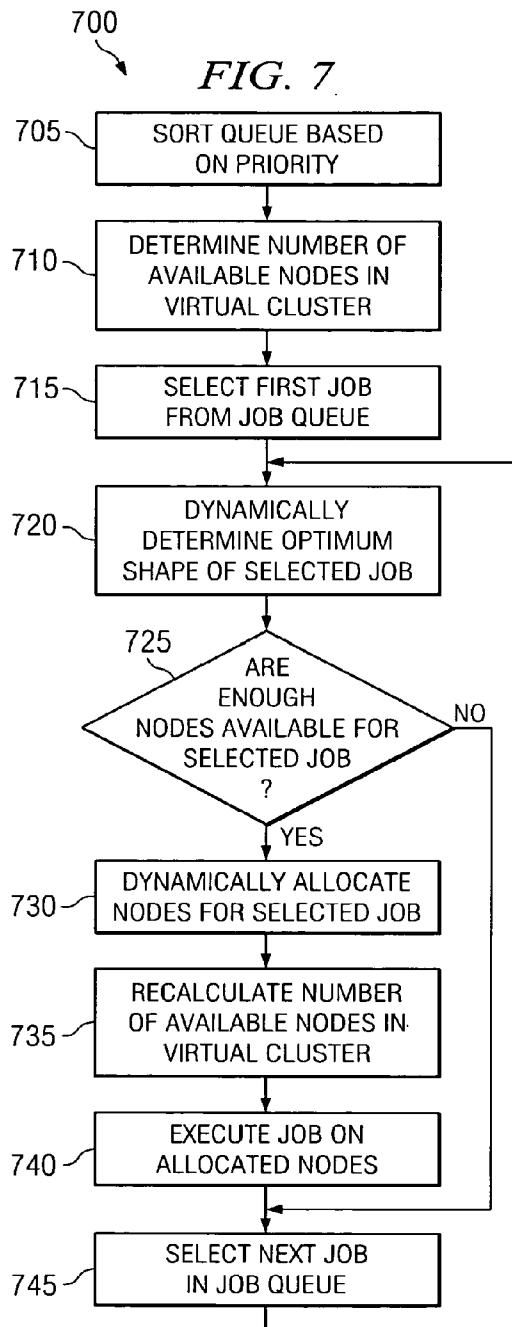 700
FIG. 7
705
SORT QUEUE BASED
ON PRIORITY
710
DETERMINE NUMBER OF
AVAILABLE NODES IN
VIRTUAL CLUSTER
715
SELECT FIRST JOB
FROM JOB QUEUE
720
DYNAMICALLY
DETERMINE OPTIMUM
SHAPE OF SELECTED JOB
725
ARE
ENOUGH
NODES AVAILABLE FOR
SELECTED JOB
?
NO
YES
730
DYNAMICALLY ALLOCATE
NODES FOR SELECTED JOB
735
RECALCULATE NUMBER
OF AVAILABLE NODES IN
VIRTUAL CLUSTER
740
EXECUTE JOB ON
ALLOCATED NODES
745
SELECT NEXT JOB
IN JOB QUEUE